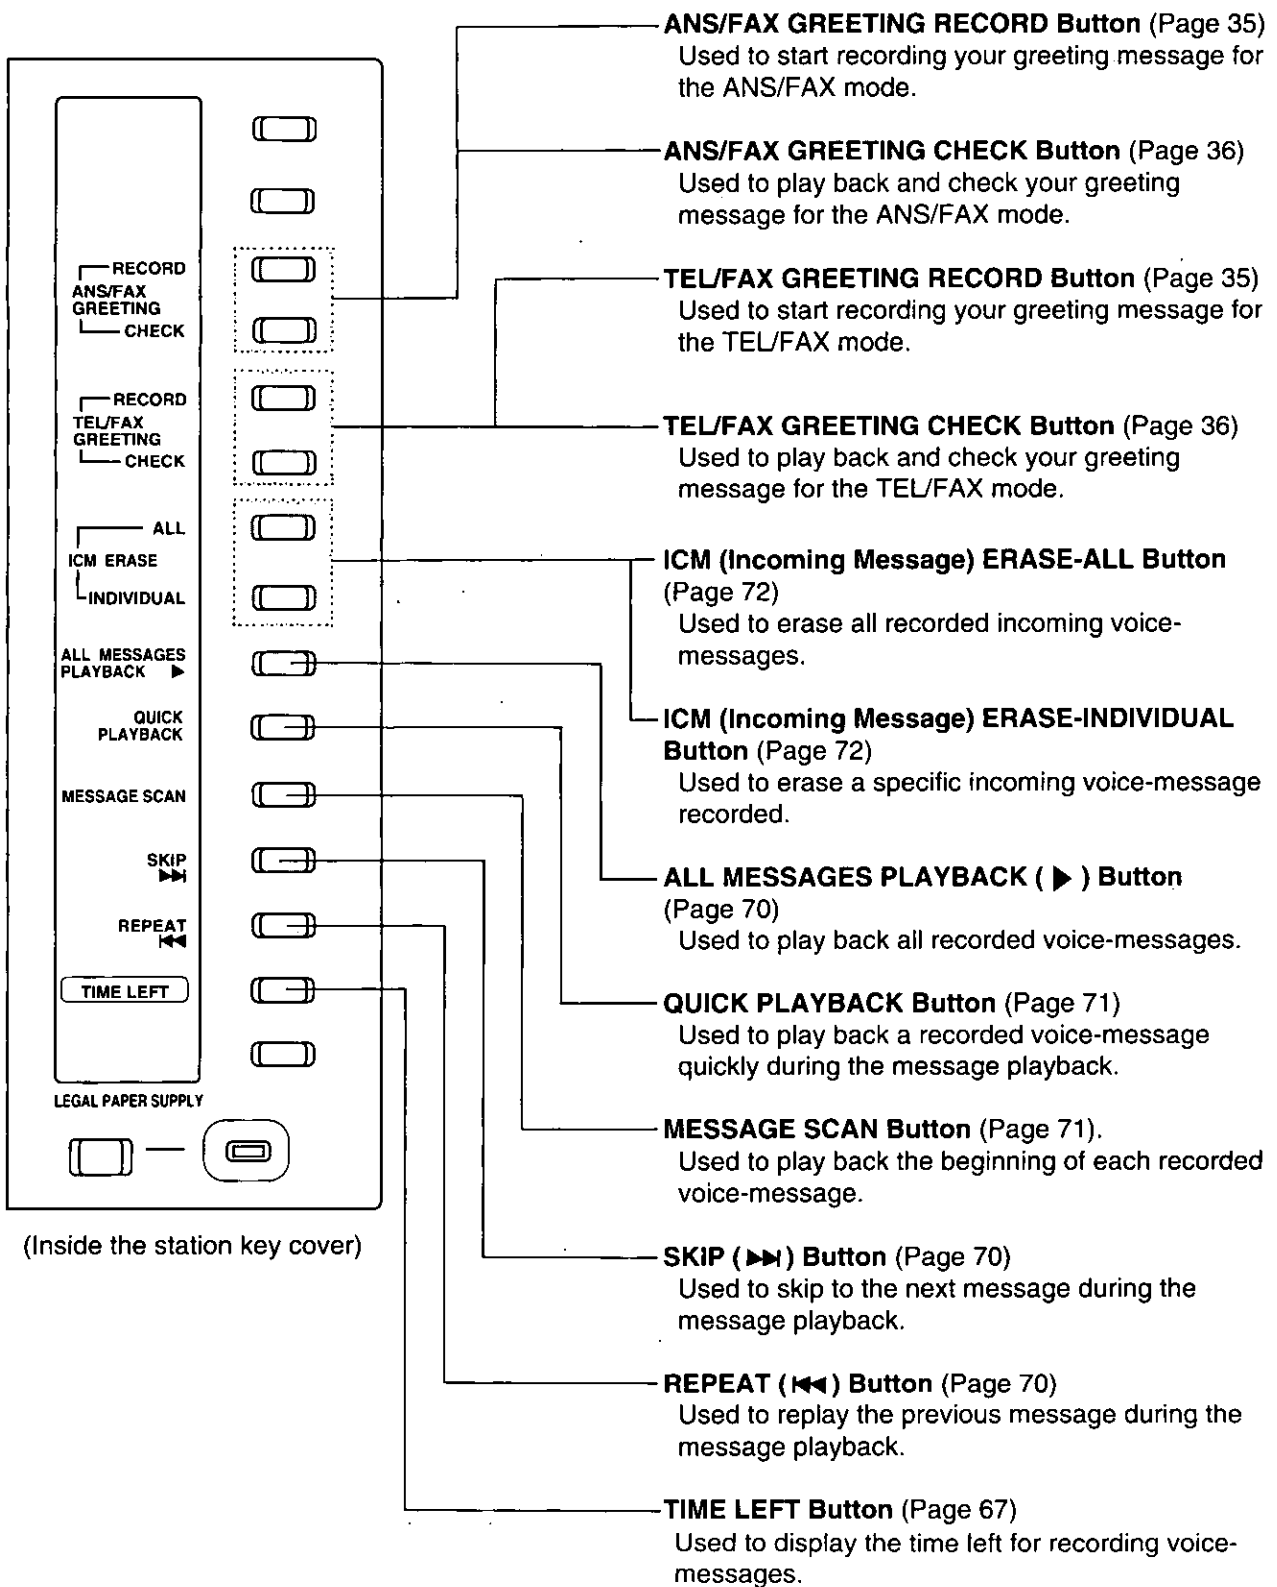 RECORD
ANS/FAX
GREETING
CHECK
RECORD
TEL/FAX
GREETING
CHECK
ALL
ICM ERASE
INDIVIDUAL
ALL MESSAGES
PLAYBACK ▶
QUICK
PLAYBACK
MESSAGE SCAN
SKIP
▶▶|
REPEAT
|◀◀
TIME LEFT
LEGAL PAPER SUPPLY
(Inside the station key cover)
ANS/FAX GREETING RECORD Button (Page 35)
Used to start recording your greeting message for
the ANS/FAX mode.
ANS/FAX GREETING CHECK Button (Page 36)
Used to play back and check your greeting
message for the ANS/FAX mode.
TEL/FAX GREETING RECORD Button (Page 35)
Used to start recording your greeting message for
the TEL/FAX mode.
TEL/FAX GREETING CHECK Button (Page 36)
Used to play back and check your greeting
message for the TEL/FAX mode.
ICM (Incoming Message) ERASE-ALL Button
(Page 72)
Used to erase all recorded incoming voice-
messages.
ICM (Incoming Message) ERASE-INDIVIDUAL
Button (Page 72)
Used to erase a specific incoming voice-message
recorded.
ALL MESSAGES PLAYBACK ( ▶ ) Button
(Page 70)
Used to play back all recorded voice-messages.
QUICK PLAYBACK Button (Page 71)
Used to play back a recorded voice-message
quickly during the message playback.
MESSAGE SCAN Button (Page 71).
Used to play back the beginning of each recorded
voice-message.
SKIP (▶▶|) Button (Page 70)
Used to skip to the next message during the
message playback.
REPEAT (|◀◀) Button (Page 70)
Used to replay the previous message during the
message playback.
TIME LEFT Button (Page 67)
Used to display the time left for recording voice-
messages.